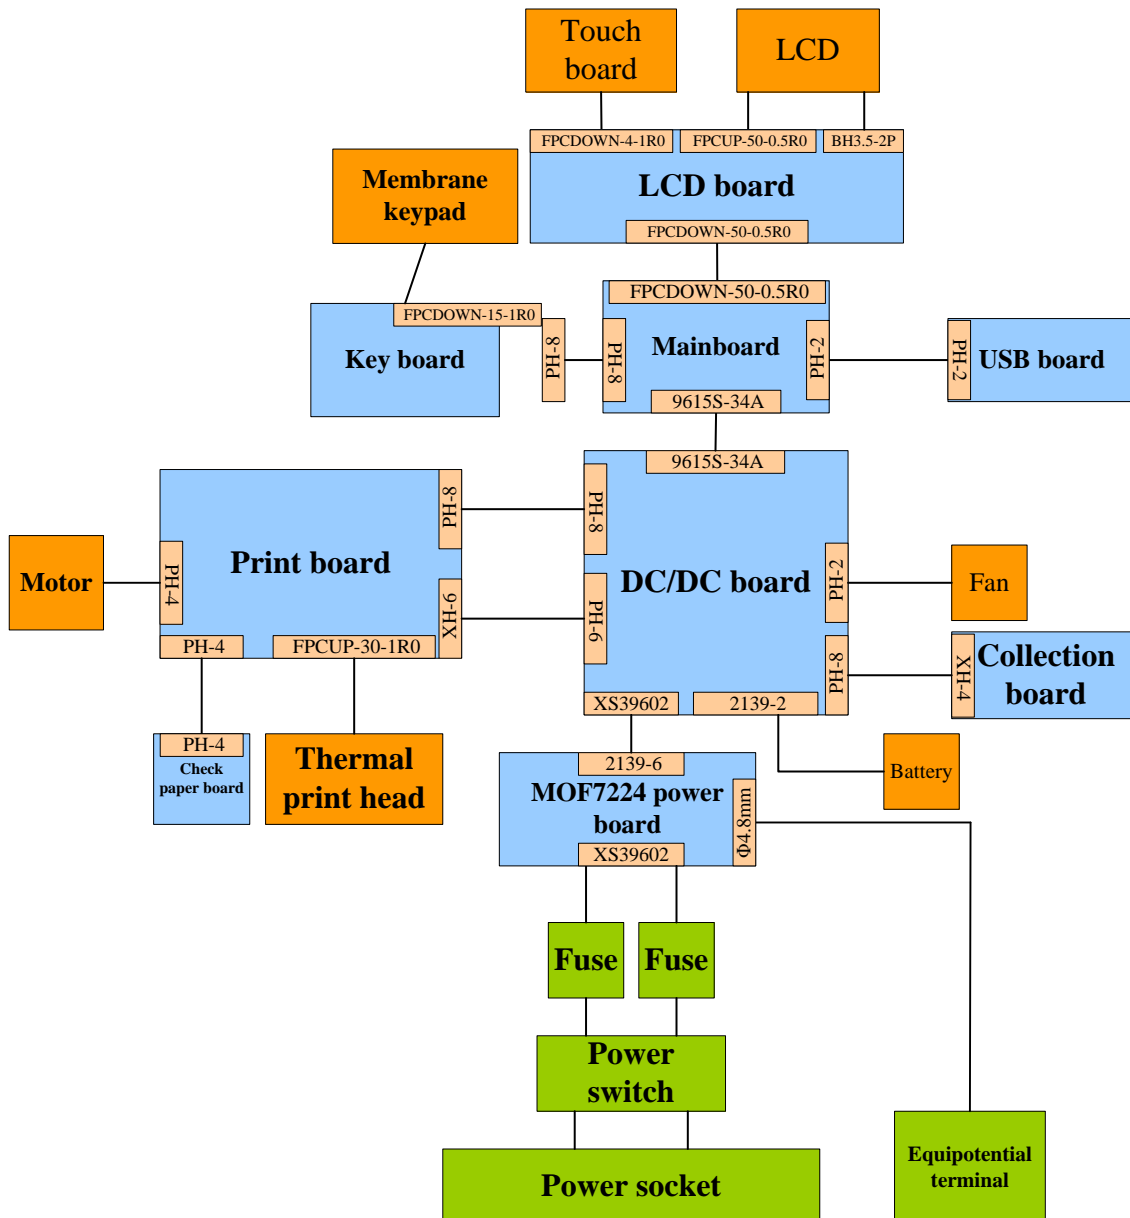 Touch
board
LCD
FPCDOWN-4-1R0
FPCUP-50-0.5R0
BH3.5-2P
LCD board
FPCDOWN-50-0.5R0
Membrane
keypad
FPCDOWN-15-1R0
Key board
PH-8
FPCDOWN-50-0.5R0
PH-8
Mainboard
PH-2
9615S-34A
PH-2
USB board
9615S-34A
PH-8
PH-8
Print board
DC/DC board
Motor
PH-4
XH-6
PH-6
PH-2
Fan
PH-8
XH-4
Collection
board
PH-4
FPCUP-30-1R0
XS39602
2139-2
PH-4
Check
paper board
Thermal
print head
2139-6
MOF7224 power
board
Φ4.8mm
XS39602
Battery
Fuse
Fuse
Power
switch
Power socket
Equipotential
terminal